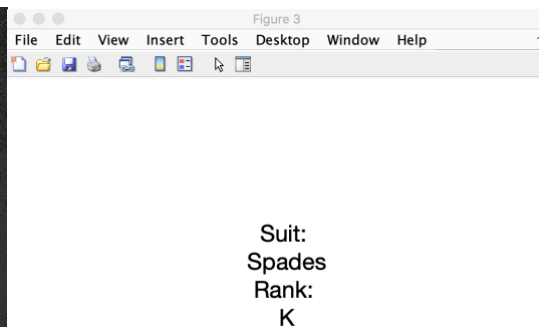 Figure 3
File Edit View Insert Tools Desktop Window Help
Suit:
Spades
Rank:
K